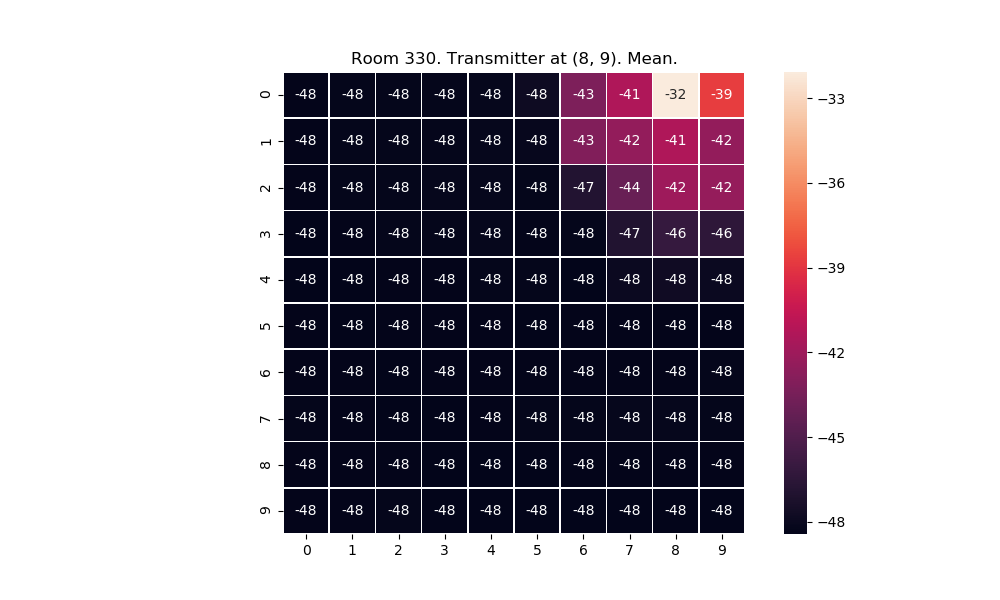 Room 330. Transmitter at (8, 9). Mean.
0 -48 -48 -48 -48 -48 -48 -43 -41 -32 -39
1 -48 -48 -48 -48 -48 -48 -43 -42 -41 -42
2 -48 -48 -48 -48 -48 -48 -47 -44 -42 -42
3 -48 -48 -48 -48 -48 -48 -48 -47 -46 -46
4 -48 -48 -48 -48 -48 -48 -48 -48 -48 -48
5 -48 -48 -48 -48 -48 -48 -48 -48 -48 -48
6 -48 -48 -48 -48 -48 -48 -48 -48 -48 -48
7 -48 -48 -48 -48 -48 -48 -48 -48 -48 -48
8 -48 -48 -48 -48 -48 -48 -48 -48 -48 -48
9 -48 -48 -48 -48 -48 -48 -48 -48 -48 -48
0 1 2 3 4 5 6 7 8 9
−33
−36
−39
−42
−45
−48